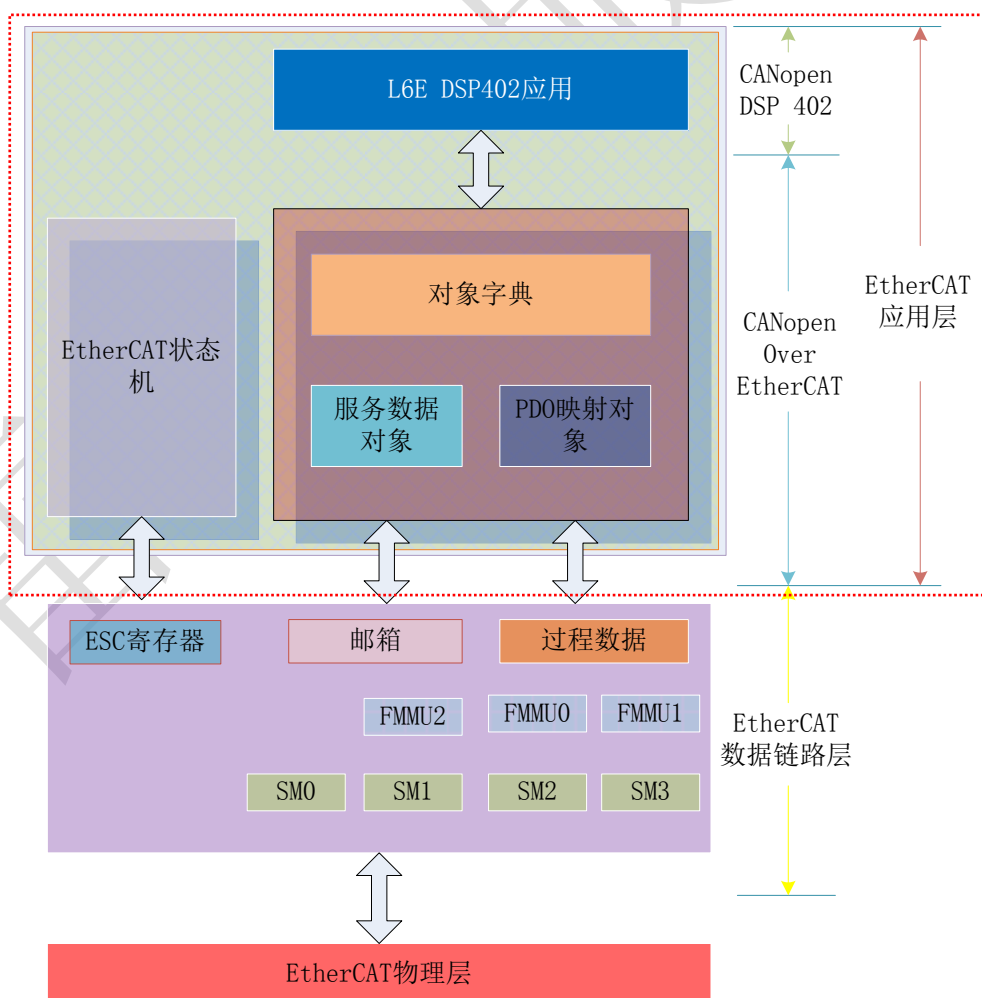 L6E DSP402应用
CANopen
DSP 402
对象字典
EtherCAT状态
机
服务数据
对象
PDO映射对
象
CANopen
Over
EtherCAT
EtherCAT
应用层
ESC寄存器
邮箱
过程数据
FMMU2
FMMU0
FMMU1
SM0
SM1
SM2
SM3
EtherCAT
数据链路层
EtherCAT物理层